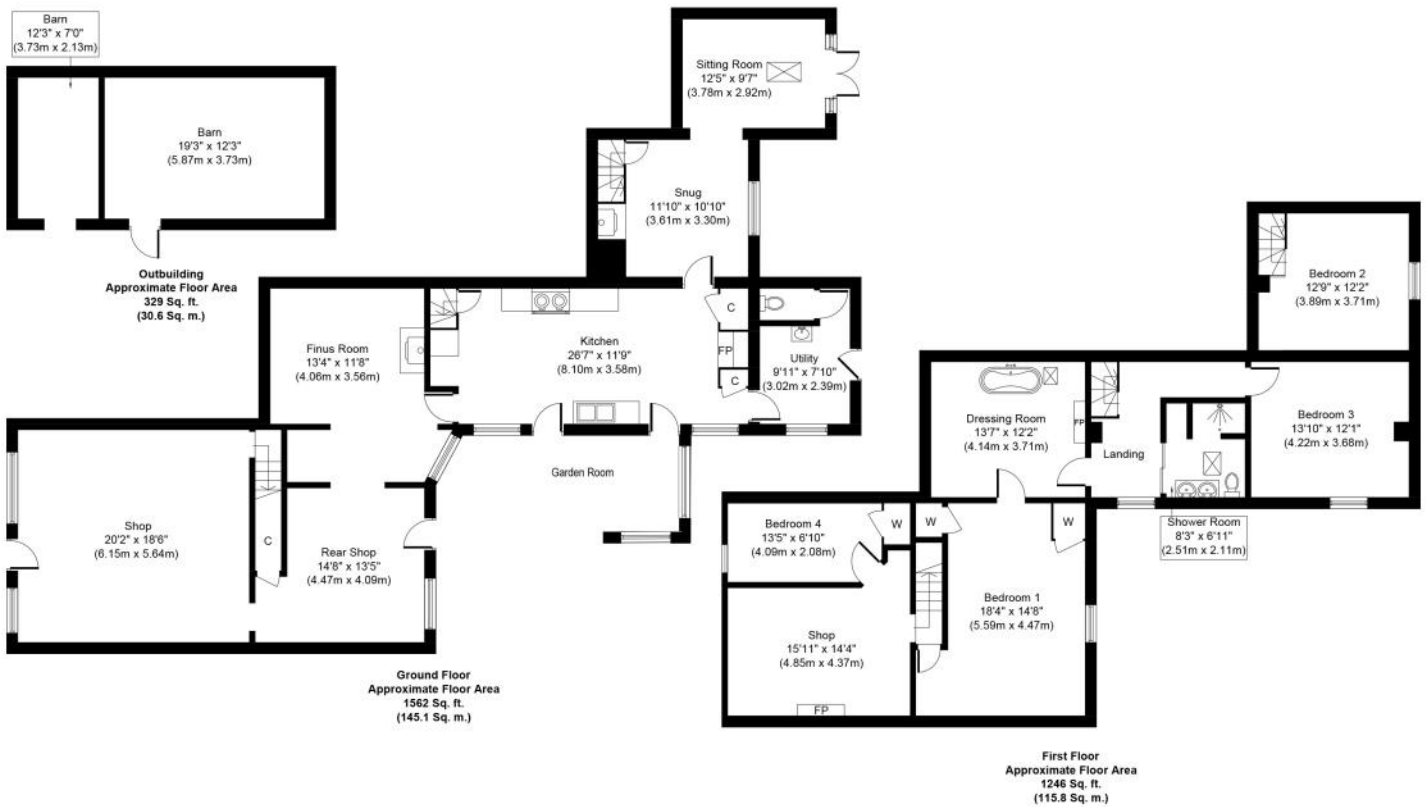 Barn
12'3" x 7'0"
(3.73m x 2.13m)
Barn
19'3" x 12'3"
(5.87m x 3.73m)
Outbuilding
Approximate Floor Area
329 Sq. ft.
(30.6 Sq. m.)
Sitting Room
12'5" x 9'7"
(3.78m x 2.92m)
Snug
11'10" x 10'10"
(3.61m x 3.30m)
Finus Room
13'4" x 11'8"
(4.06m x 3.56m)
Kitchen
26'7" x 11'9"
(8.10m x 3.58m)
C
FP
C
Utility
9'11" x 7'10"
(3.02m x 2.39m)
Garden Room
Shop
20'2" x 18'6"
(6.15m x 5.64m)
C
Rear Shop
14'8" x 13'5"
(4.47m x 4.09m)
Ground Floor
Approximate Floor Area
1562 Sq. ft.
(145.1 Sq. m.)
Bedroom 2
12'9" x 12'2"
(3.89m x 3.71m)
Dressing Room
13'7" x 12'2"
(4.14m x 3.71m)
FP
Landing
Bedroom 3
13'10" x 12'1"
(4.22m x 3.68m)
Shower Room
8'3" x 6'11"
(2.51m x 2.11m)
Bedroom 4
13'5" x 6'10"
(4.09m x 2.08m)
W
W
W
Bedroom 1
18'4" x 14'8"
(5.59m x 4.47m)
Shop
15'11" x 14'4"
(4.85m x 4.37m)
FP
First Floor
Approximate Floor Area
1246 Sq. ft.
(115.8 Sq. m.)